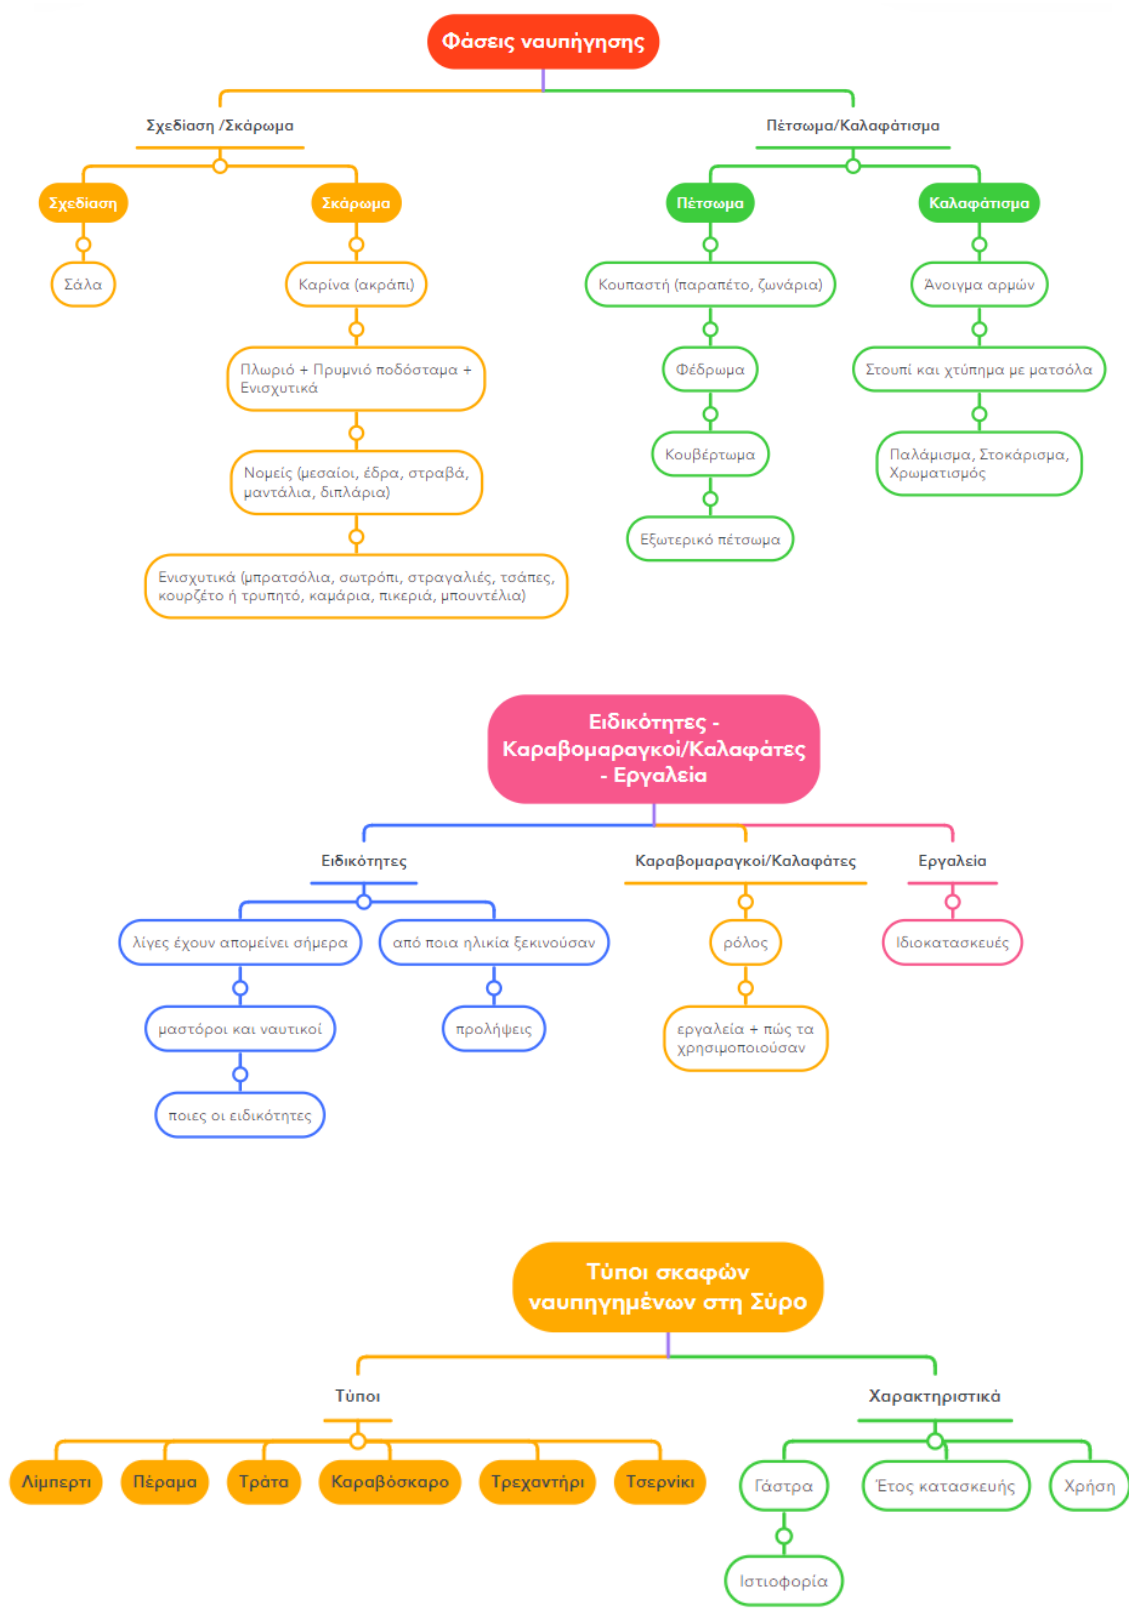 Φάσεις ναυπήγησης
Σχεδίαση /Σκάρωμα
Πέτσωμα/Καλαφάτισμα
Σχεδίαση
Σκάρωμα
Πέτσωμα
Καλαφάτισμα
Σάλα
Καρίνα (ακράπι)
Κουπαστή (παραπέτο, ζωνάρια)
Άνοιγμα αρμών
Πλωριό + Πρυμνιό ποδόσταμα +
Ενισχυτικά
Φέδρωμα
Στουπί και χτύπημα με ματσόλα
Νομείς (μεσαίοι, έδρα, στραβά,
μαντάλια, διπλάρια)
Κουβέρτωμα
Παλάμισμα, Στοκάρισμα,
Χρωματισμός
Εξωτερικό πέτσωμα
Ενισχυτικά (μπρατσόλια, σωτρόπι, στραγαλιές, τσάπες,
κουρζέτο ή τρυπητό, καμάρια, πικεριά, μπουντέλια)
Ειδικότητες -
Καραβομαραγκοί/Καλαφάτες
- Εργαλεία
Ειδικότητες
Καραβομαραγκοί/Καλαφάτες
Εργαλεία
λίγες έχουν απομείνει σήμερα
από ποια ηλικία ξεκινούσαν
ρόλος
Ιδιοκατασκευές
μαστόροι και ναυτικοί
προλήψεις
εργαλεία + πώς τα
χρησιμοποιούσαν
ποιες οι ειδικότητες
Τύποι σκαφών
ναυπηγημένων στη Σύρο
Τύποι
Χαρακτηριστικά
Λίμπερτι
Πέραμα
Τράτα
Καραβόσκαρο
Τρεχαντήρι
Τσερνίκι
Γάστρα
Έτος κατασκευής
Χρήση
Ιστιοφορία